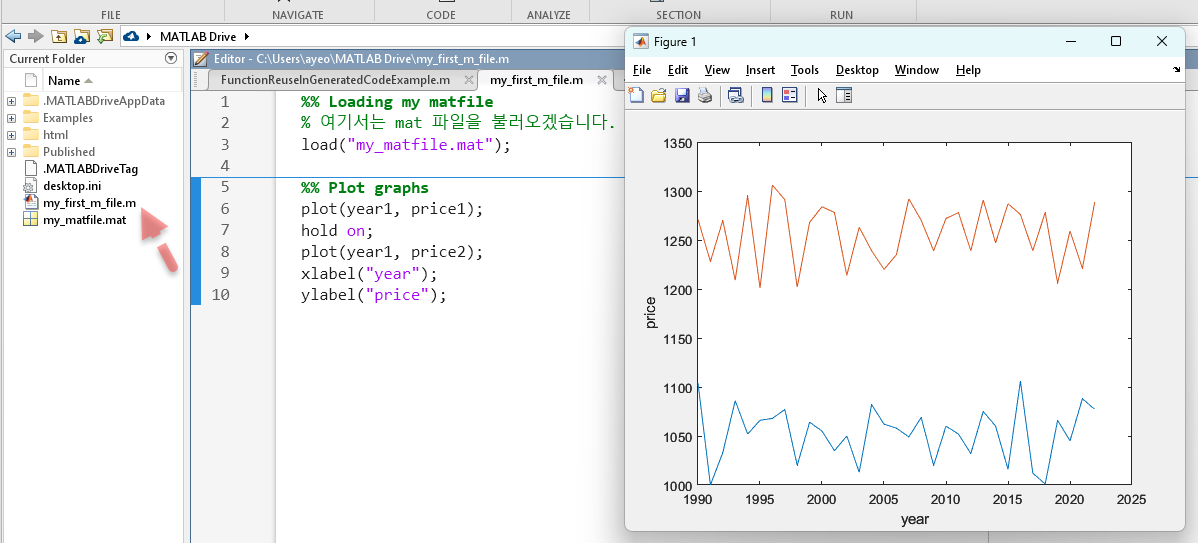 FILE NAVIGATE CODE ANALYZE SECTION RUN
MATLAB Drive
Current Folder
Name
.MATLABDriveAppData
Examples
html
Published
.MATLABDriveTag
desktop.ini
my_first_m_file.m
my_matfile.mat
Editor - C:\Users\ayeo\MATLAB Drive\my_first_m_file.m
FunctionReuseInGeneratedCodeExample.m my_first_m_file.m
1 %% Loading my matfile
2 % 여기서는 mat 파일을 불러오겠습니다.
3 load("my_matfile.mat");
4
5 %% Plot graphs
6 plot(year1, price1);
7 hold on;
8 plot(year1, price2);
9 xlabel("year");
10 ylabel("price");
Figure 1
File Edit View Insert Tools Desktop Window Help
1350
1300
1250
1200
1150
1100
1050
1000
price
1990 1995 2000 2005 2010 2015 2020 2025
year